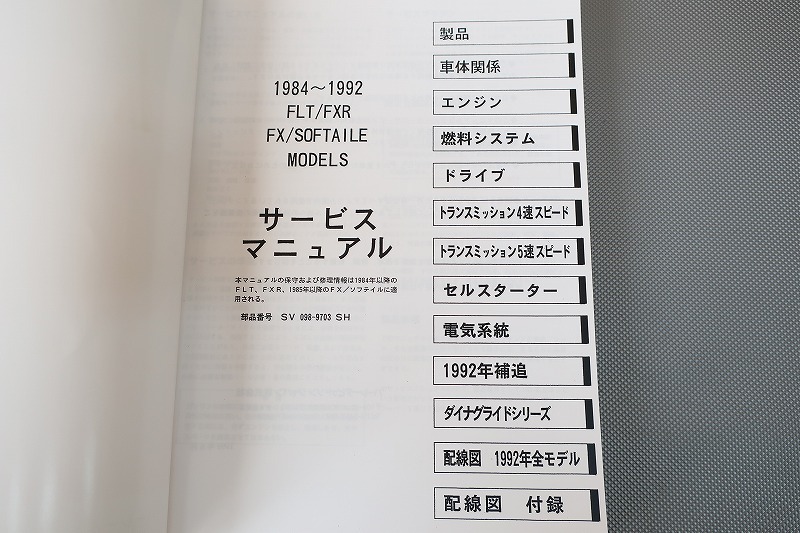 1984～1992
FLT/FXR
FX/SOFTAILE
MODELS
サービス
マニュアル
本マニュアルの保守および修理情報は1984年以降の
ＦＬＴ、ＦＸＲ、1985年以降のＦＸ／ソフテイルに適
用される。
部品番号 ＳＶ 098-9703 ＳＨ
製品
車体関係
エンジン
燃料システム
ドライブ
トランスミッション4速スピード
トランスミッション5速スピード
セルスターター
電気系統
1992年補追
ダイナグライドシリーズ
配線図 1992年全モデル
配線図 付録